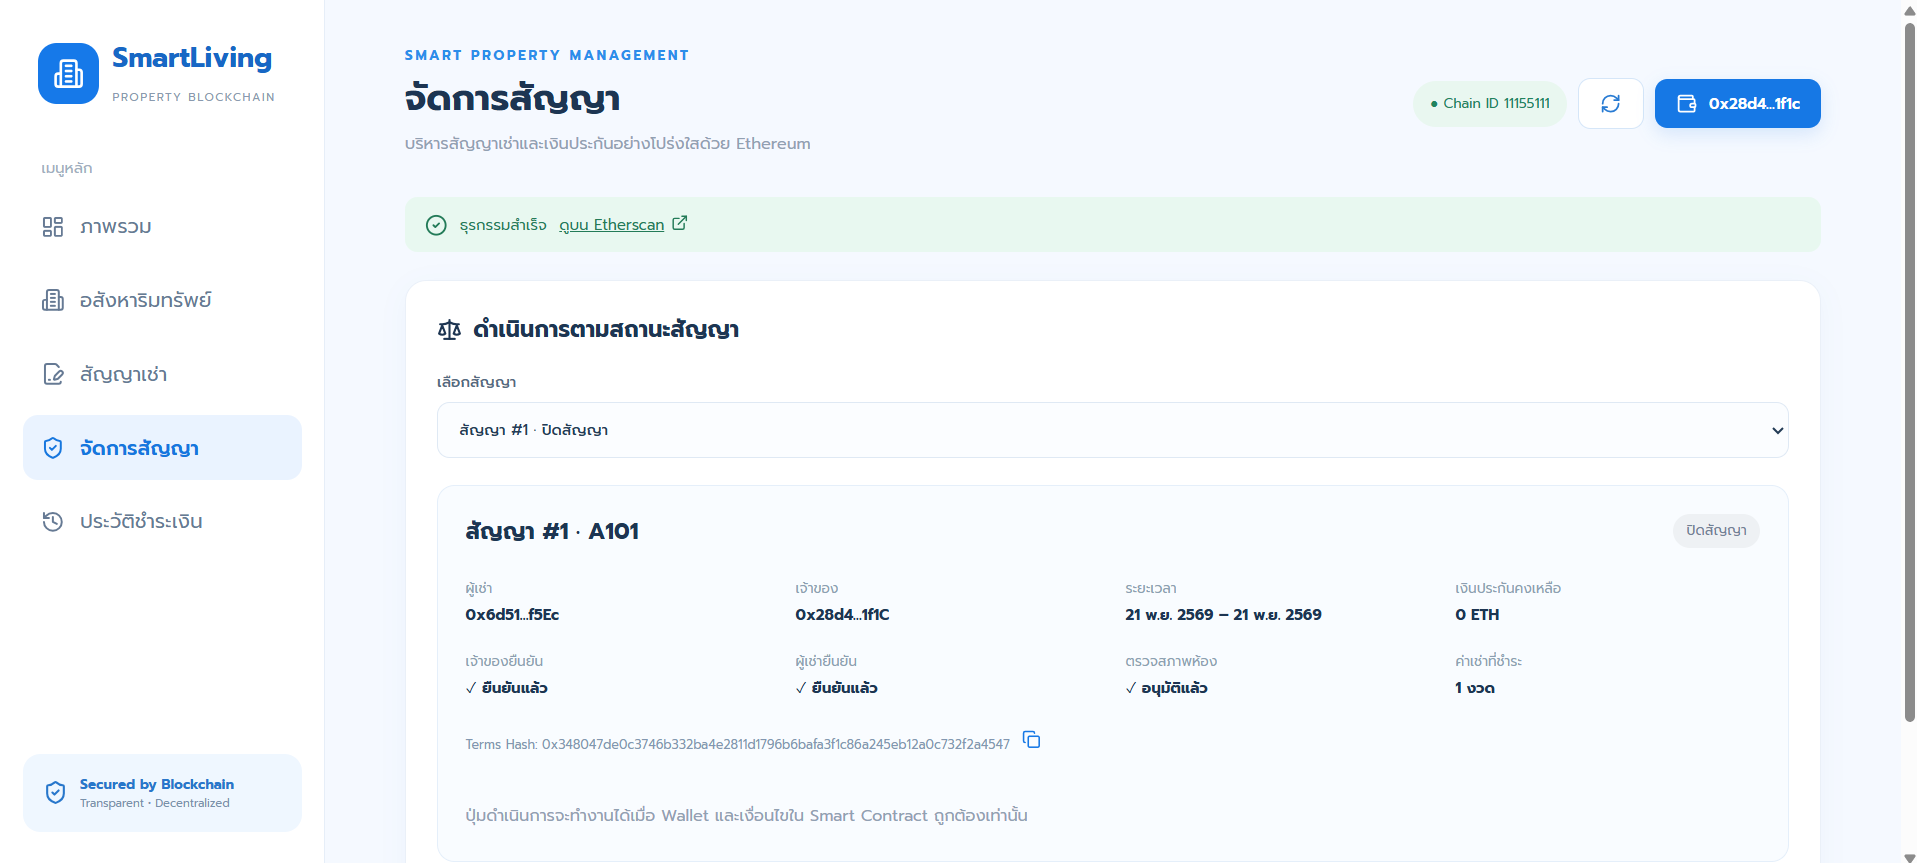 SmartLiving
PROPERTY BLOCKCHAIN
เมนูหลัก
ภาพรวม
อสังหาริมทรัพย์
สัญญาเช่า
จัดการสัญญา
ประวัติชำระเงิน
Secured by Blockchain
Transparent • Decentralized
SMART PROPERTY MANAGEMENT
จัดการสัญญา
บริหารสัญญาเช่าและเงินประกันอย่างโปร่งใสด้วย Ethereum
● Chain ID 11155111
0x28d4...1f1c
ธุรกรรมสำเร็จ ดูบน Etherscan
ดำเนินการตามสถานะสัญญา
เลือกสัญญา
สัญญา #1 · ปิดสัญญา
สัญญา #1 · A101
ปิดสัญญา
ผู้เช่า เจ้าของ ระยะเวลา เงินประกันคงเหลือ
0x6d51...f5Ec 0x28d4...1f1C 21 พ.ย. 2569 – 21 พ.ย. 2569 0 ETH
เจ้าของยืนยัน ผู้เช่ายืนยัน ตรวจสภาพห้อง ค่าเช่าที่ชำระ
✓ ยืนยันแล้ว ✓ ยืนยันแล้ว ✓ อนุมัติแล้ว 1 งวด
Terms Hash: 0x348047de0c3746b332ba4e2811d1796b6bafa3f1c86a245eb12a0c732f2a4547
ปุ่มดำเนินการจะทำงานได้เมื่อ Wallet และเงื่อนไขใน Smart Contract ถูกต้องเท่านั้น